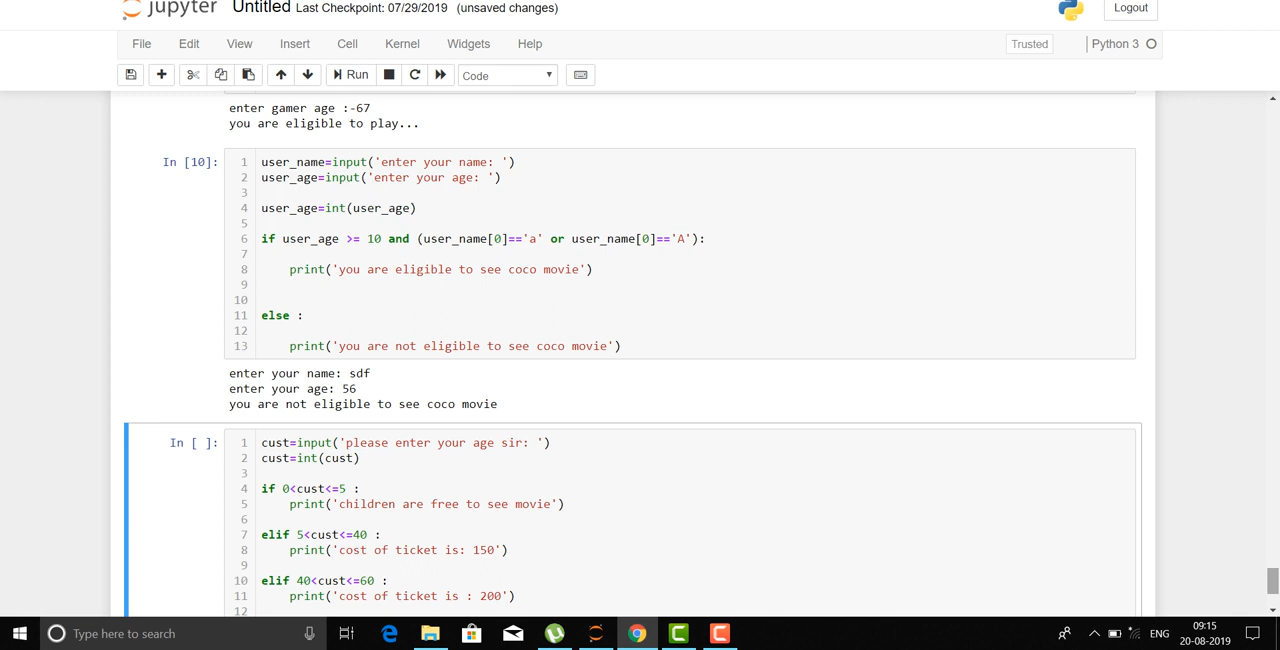 jupyter Untitled Last Checkpoint: 07/29/2019 (unsaved changes)
Logout
File Edit View Insert Cell Kernel Widgets Help
Trusted
Python 3
Run
Code
enter gamer age :-67
you are eligible to play...
In [10]:
1 user_name=input('enter your name: ')
2 user_age=input('enter your age: ')
3
4 user_age=int(user_age)
5
6 if user_age >= 10 and (user_name[0]=='a' or user_name[0]=='A'):
7
8     print('you are eligible to see coco movie')
9
10
11 else :
12
13     print('you are not eligible to see coco movie')
enter your name: sdf
enter your age: 56
you are not eligible to see coco movie
In [ ]:
1 cust=input('please enter your age sir: ')
2 cust=int(cust)
3
4 if 0<cust<=5 :
5     print('children are free to see movie')
6
7 elif 5<cust<=40 :
8     print('cost of ticket is: 150')
9
10 elif 40<cust<=60 :
11     print('cost of ticket is : 200')
12
Type here to search
ENG
09:15
20-08-2019